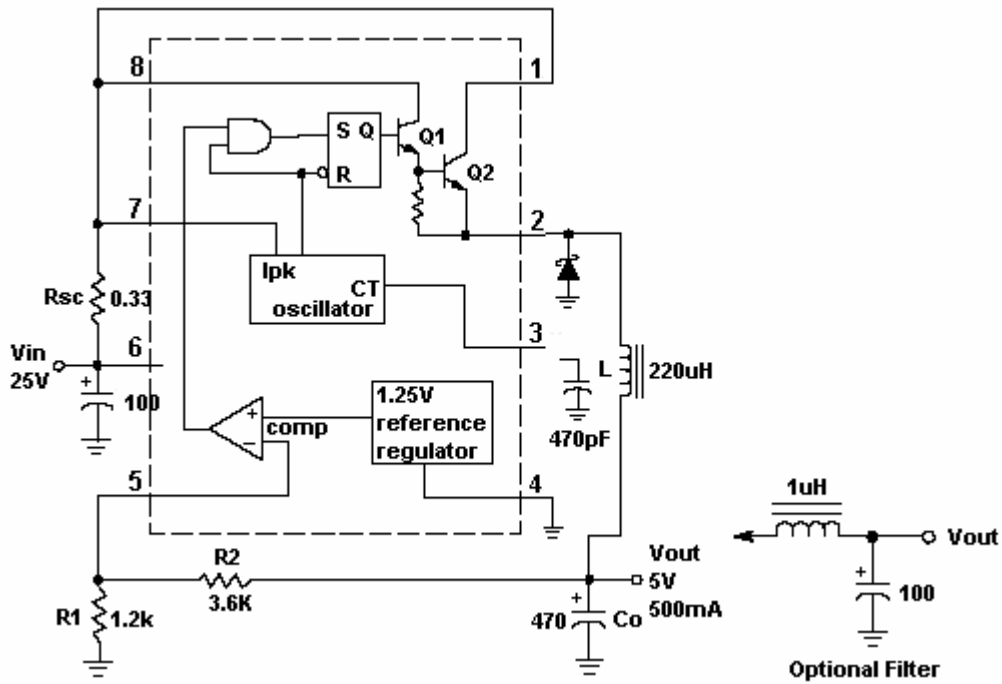 8
1
S Q
Q1
R
Q2
7
2
Ipk
CT
oscillator
Rsc
0.33
3
Vin
6
25V
L
220uH
+
100
1.25V
reference
regulator
+
comp
−
470pF
5
4
1uH
Vout
R2
Vout
3.6K
5V
+
+
R1
1.2k
470
Co
500mA
100
Optional Filter